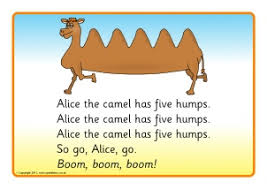 Alice the camel has five humps.
Alice the camel has five humps.
Alice the camel has five humps.
So go, Alice, go.
Boom, boom, boom!